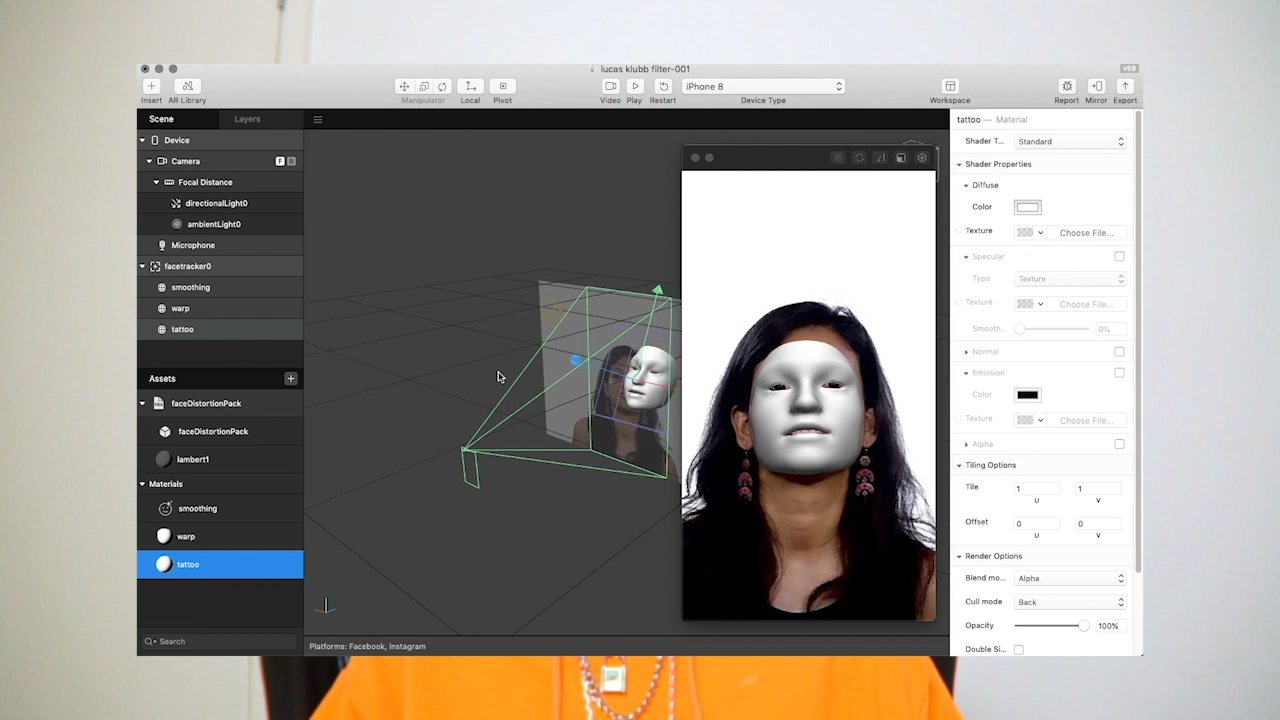 lucas klubb filter-001
v59
Insert
AR Library
Manipulator
Local
Pivot
Video
Play
Restart
iPhone 8
Device Type
Workspace
Report
Mirror
Export
Scene
Layers
Device
Camera
F
B
Focal Distance
directionalLight0
ambientLight0
Microphone
facetracker0
smoothing
warp
tattoo
Assets
faceDistortionPack
faceDistortionPack
lambert1
Materials
smoothing
warp
tattoo
Search
Platforms: Facebook, Instagram
tattoo — Material
Shader T... Standard
Shader Properties
Diffuse
Color
Texture Choose File...
Specular
Type Texture
Texture Choose File...
Smooth... 0%
Normal
Emission
Color
Texture Choose File...
Alpha
Tiling Options
Tile 1 1
U V
Offset 0 0
U V
Render Options
Blend mo... Alpha
Cull mode Back
Opacity 100%
Double Si...